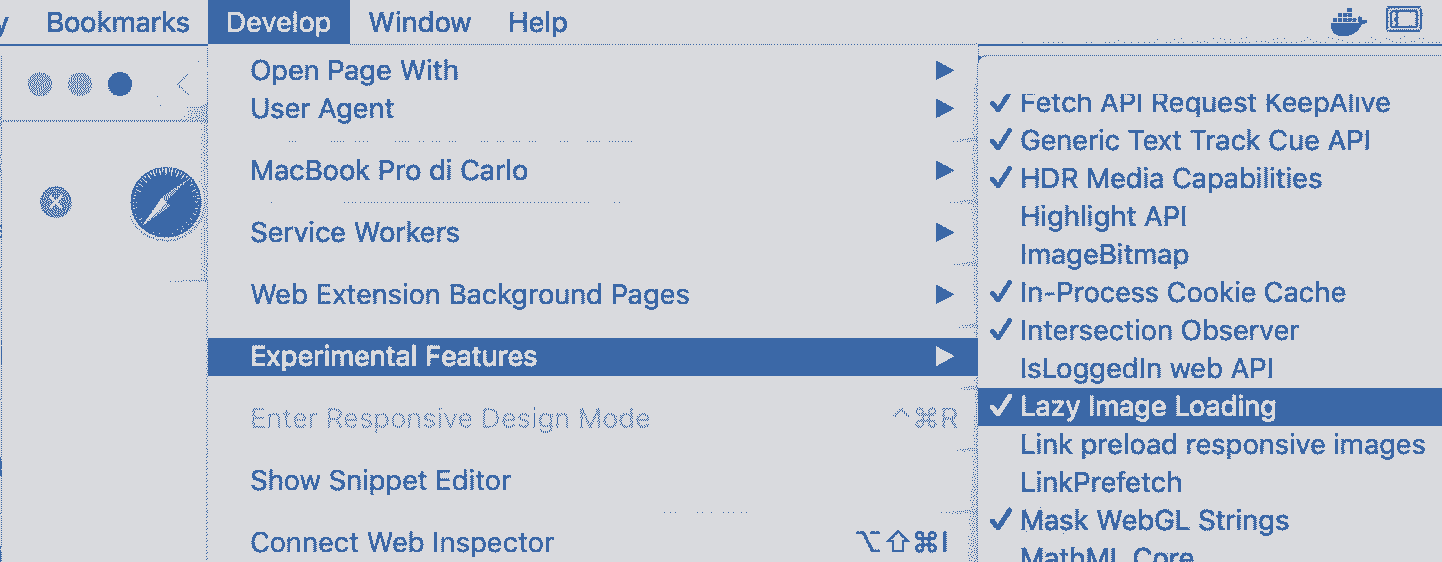 Bookmarks Develop Window Help
Open Page With
User Agent
MacBook Pro di Carlo
Service Workers
Web Extension Background Pages
Experimental Features
Enter Responsive Design Mode ^⌘R
Show Snippet Editor
Connect Web Inspector ⌥⇧⌘I
✓ Fetch API Request KeepAlive
✓ Generic Text Track Cue API
✓ HDR Media Capabilities
Highlight API
ImageBitmap
✓ In-Process Cookie Cache
✓ Intersection Observer
IsLoggedIn web API
✓ Lazy Image Loading
Link preload responsive images
LinkPrefetch
✓ Mask WebGL Strings
MathML Core